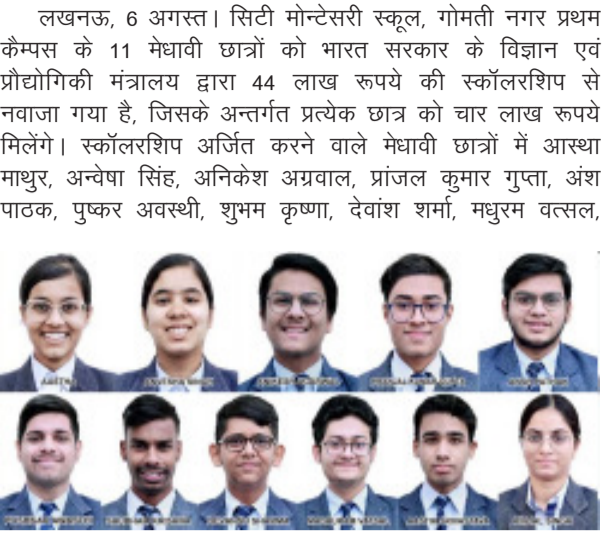 लखनऊ, 6 अगस्त। सिटी मोन्टेसरी स्कूल, गोमती नगर प्रथम
कैम्पस के 11 मेधावी छात्रों को भारत सरकार के विज्ञान एवं
प्रौद्योगिकी मंत्रालय द्वारा 44 लाख रूपये की स्कॉलरशिप से
नवाजा गया है, जिसके अन्तर्गत प्रत्येक छात्र को चार लाख रूपये
मिलेंगे। स्कॉलरशिप अर्जित करने वाले मेधावी छात्रों में आस्था
माथुर, अन्वेषा सिंह, अनिकेश अग्रवाल, प्रांजल कुमार गुप्ता, अंश
पाठक, पुष्कर अवस्थी, शुभम कृष्णा, देवांश शर्मा, मधुरम वत्सल,